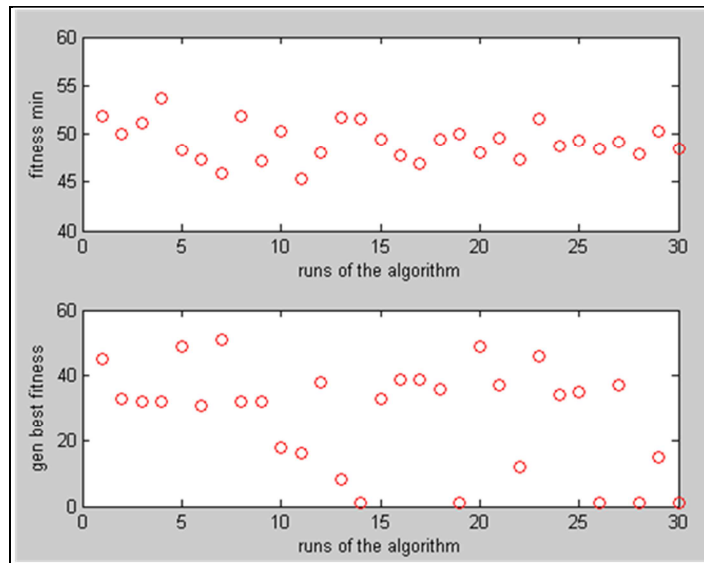 60
55
50
45
40
fitness min
0 5 10 15 20 25 30
runs of the algorithm
60
40
20
0
gen best fitness
0 5 10 15 20 25 30
runs of the algorithm